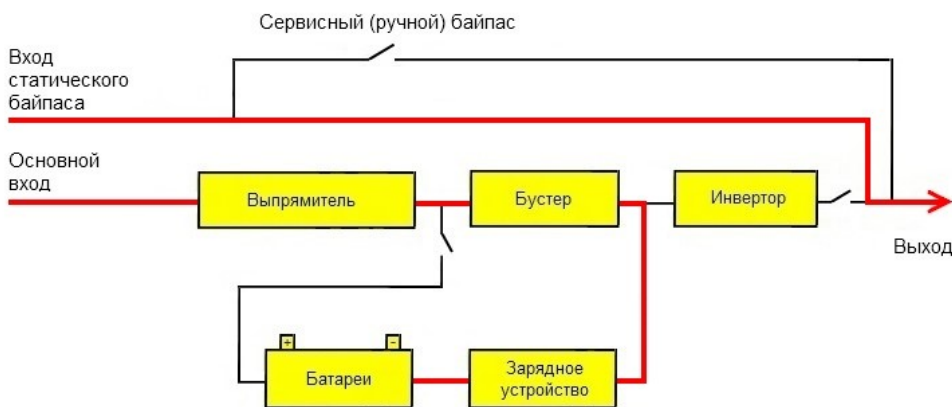 Сервисный (ручной) байпас
Вход
статического
байпаса
Основной
вход
Выпрямитель
Бустер
Инвертор
Выход
+
-
Батареи
Зарядное
устройство